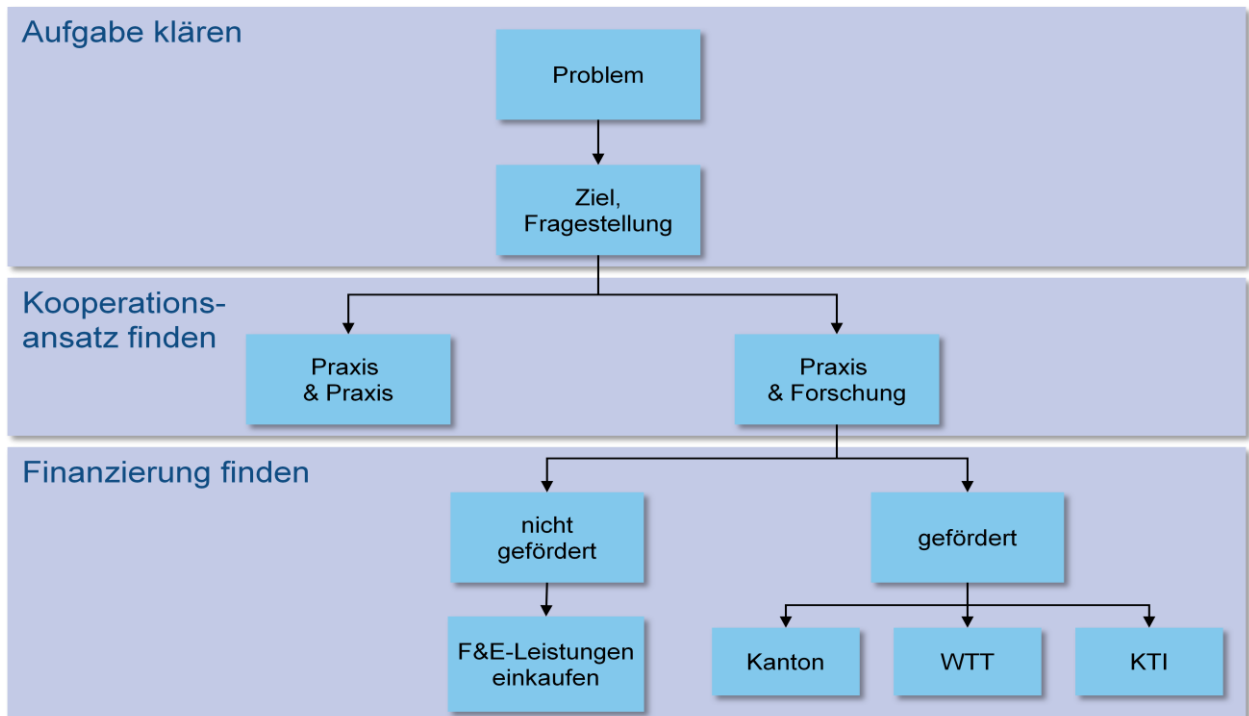 Aufgabe klären
Problem
Ziel,
Fragestellung
Kooperations-
ansatz finden
Praxis
& Praxis
Praxis
& Forschung
Finanzierung finden
nicht
gefördert
gefördert
F&E-Leistungen
einkaufen
Kanton
WTT
KTI